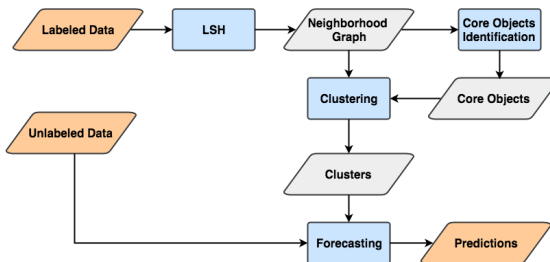 Labeled Data
LSH
Neighborhood
Graph
Core Objects
Identification
Clustering
Core Objects
Unlabeled Data
Clusters
Forecasting
Predictions